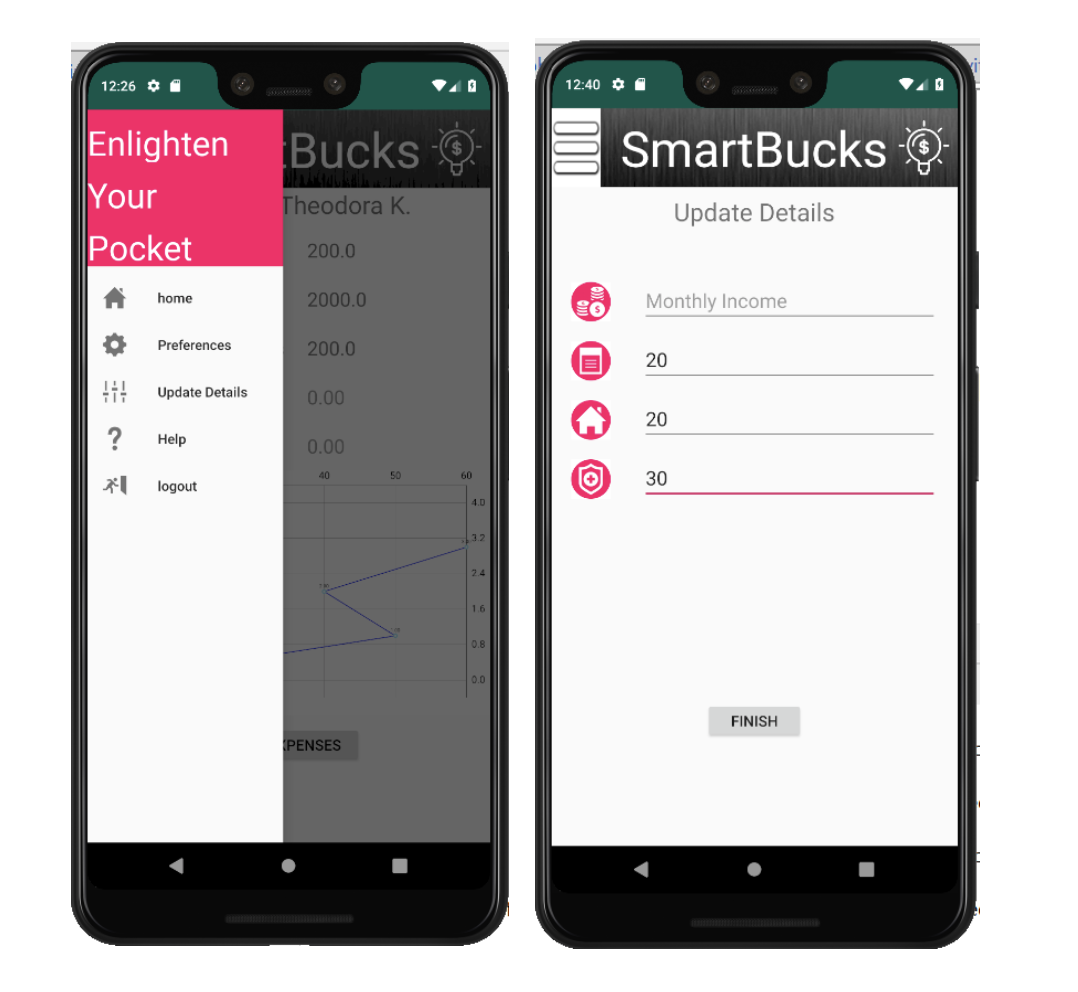 12:26
Enlighten
Your
Pocket
tBucks
Theodora K.
200.0
home
2000.0
Preferences
200.0
Update Details
0.00
Help
0.00
logout
40 50 60
4.0
3.2
2.4
1.6
0.8
0.0
PENSES
12:40
SmartBucks
Update Details
Monthly Income
20
20
30
FINISH